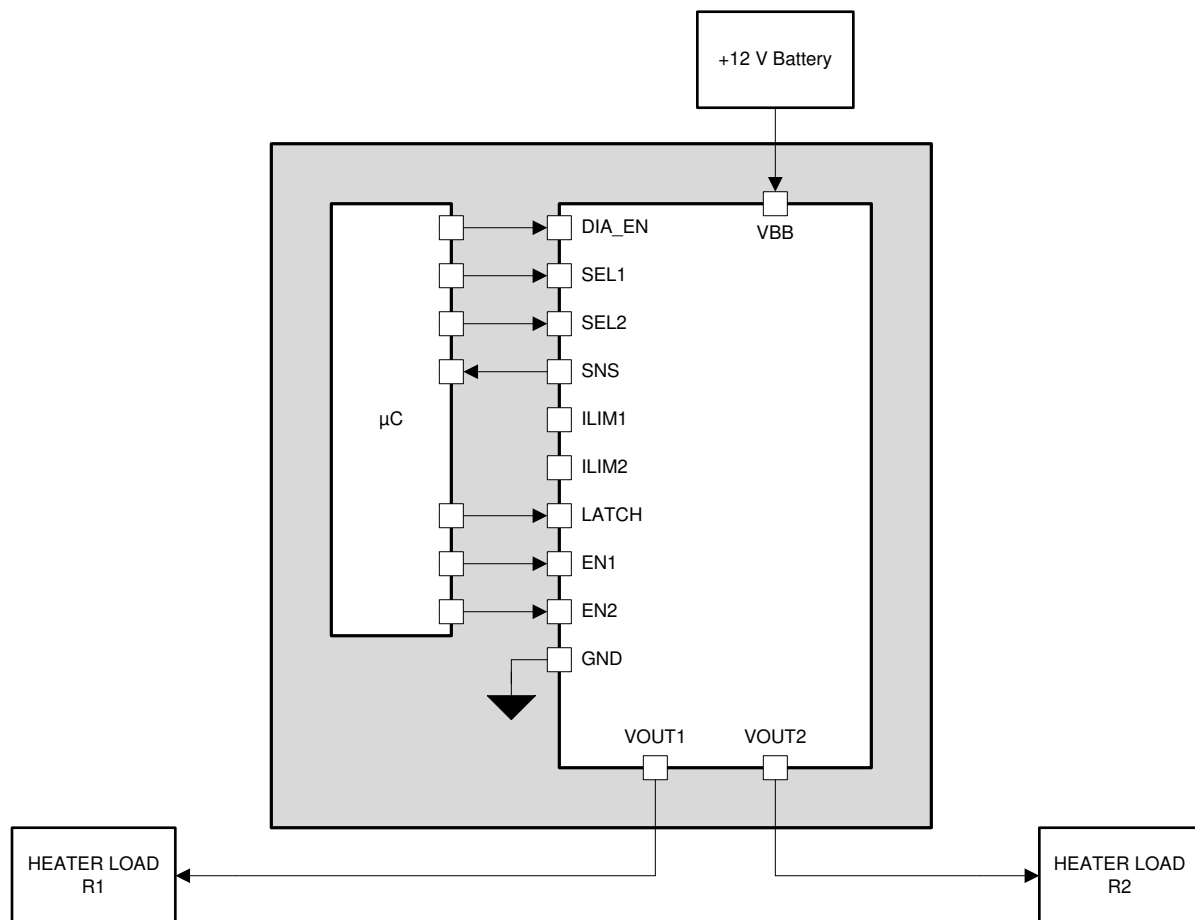 +12 V Battery
VBB
DIA_EN
SEL1
SEL2
SNS
ILIM1
ILIM2
LATCH
EN1
EN2
GND
µC
VOUT1
VOUT2
HEATER LOAD
R1
HEATER LOAD
R2